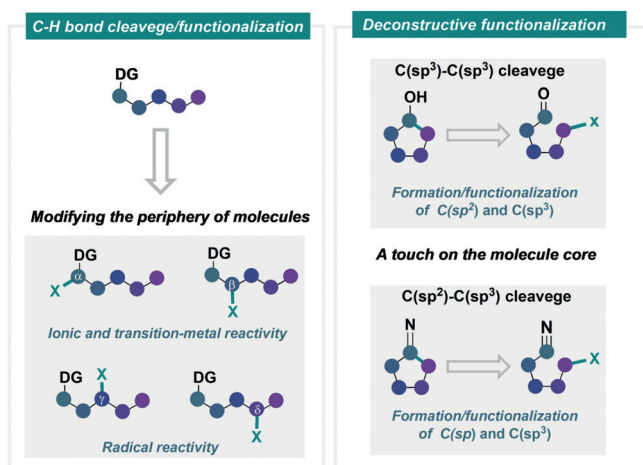 C-H bond cleavege/functionalization
DG
Modifying the periphery of molecules
DG
α
X
DG
β
X
Ionic and transition-metal reactivity
DG
X
γ
DG
δ
X
Radical reactivity
Deconstructive functionalization
C(sp³)-C(sp³) cleavege
OH
O
X
Formation/functionalization
of C(sp²) and C(sp³)
A touch on the molecule core
C(sp²)-C(sp³) cleavege
N
N
X
Formation/functionalization
of C(sp) and C(sp³)